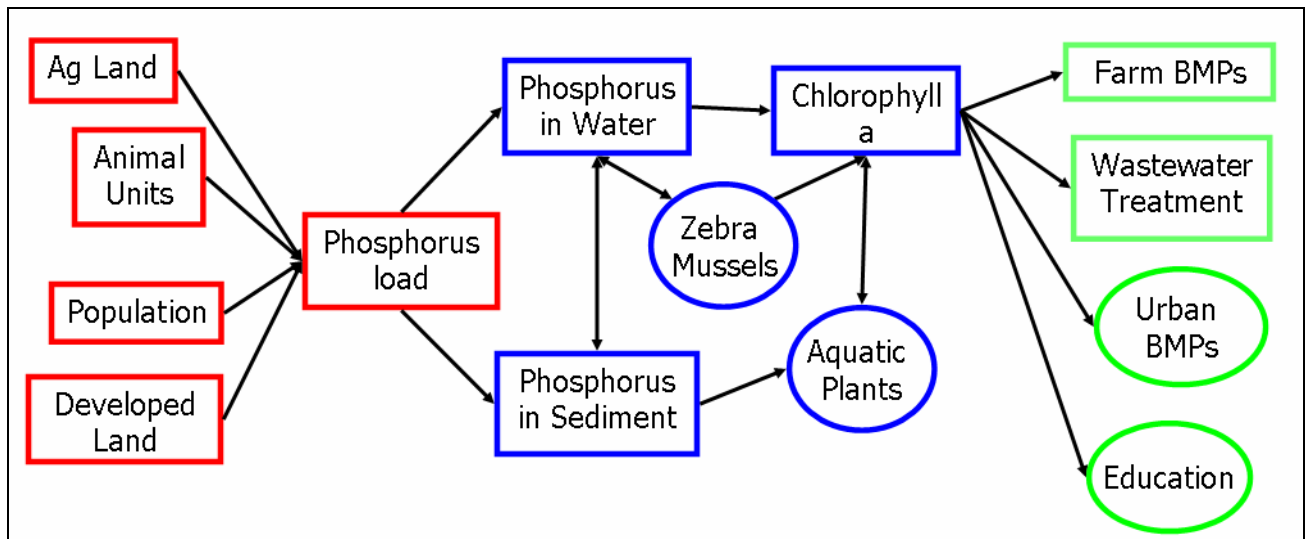 Ag Land
Animal
Units
Population
Developed
Land
Phosphorus
load
Phosphorus
in Water
Phosphorus
in Sediment
Zebra
Mussels
Chlorophyll
a
Aquatic
Plants
Farm BMPs
Wastewater
Treatment
Urban
BMPs
Education